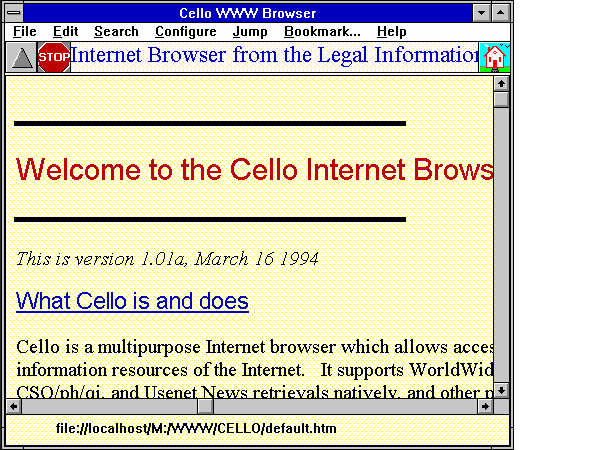 Cello WWW Browser
File Edit Search Configure Jump Bookmark... Help
STOP Internet Browser from the Legal Information
Welcome to the Cello Internet Brows
This is version 1.01a, March 16 1994
What Cello is and does
Cello is a multipurpose Internet browser which allows acces
information resources of the Internet.   It supports WorldWid
CSO/ph/qi, and Usenet News retrievals natively, and other p
file://localhost/M:/WWW/CELLO/default.htm